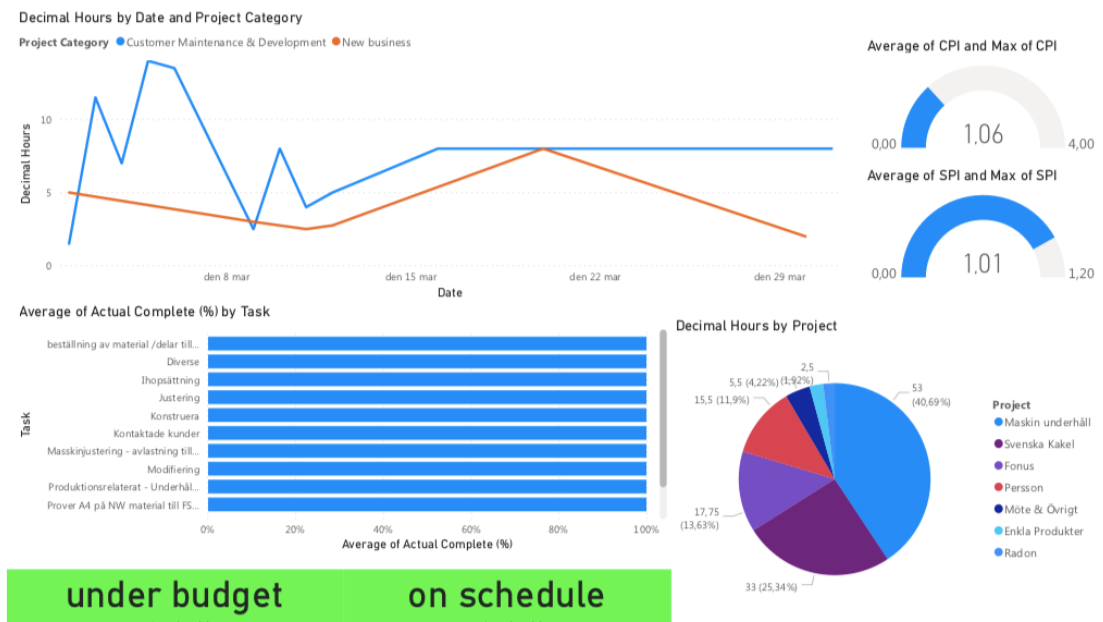 Decimal Hours by Date and Project Category
Project Category Customer Maintenance & Development New business
Decimal Hours
10
5
0
den 8 mar
den 15 mar
den 22 mar
den 29 mar
Date
Average of CPI and Max of CPI
1,06
0,00
4,00
Average of SPI and Max of SPI
1,01
0,00
1,20
Average of Actual Complete (%) by Task
Task
beställning av material /delar till...
Diverse
Ihopsättning
Justering
Konstruera
Kontaktade kunder
Masskinjustering - avlastning till...
Modifiering
Produktionsrelaterat - Underhål...
Prover A4 på NW material till FS...
0%
20%
40%
60%
80%
100%
Average of Actual Complete (%)
Decimal Hours by Project
2,5
(1,92%)
5,5 (4,22%)
15,5 (11,9%)
17,75
(13,63%)
33 (25,34%)
53
(40,69%)
Project
Maskin underhåll
Svenska Kakel
Fonus
Persson
Möte & Övrigt
Enkla Produkter
Radon
under budget
on schedule